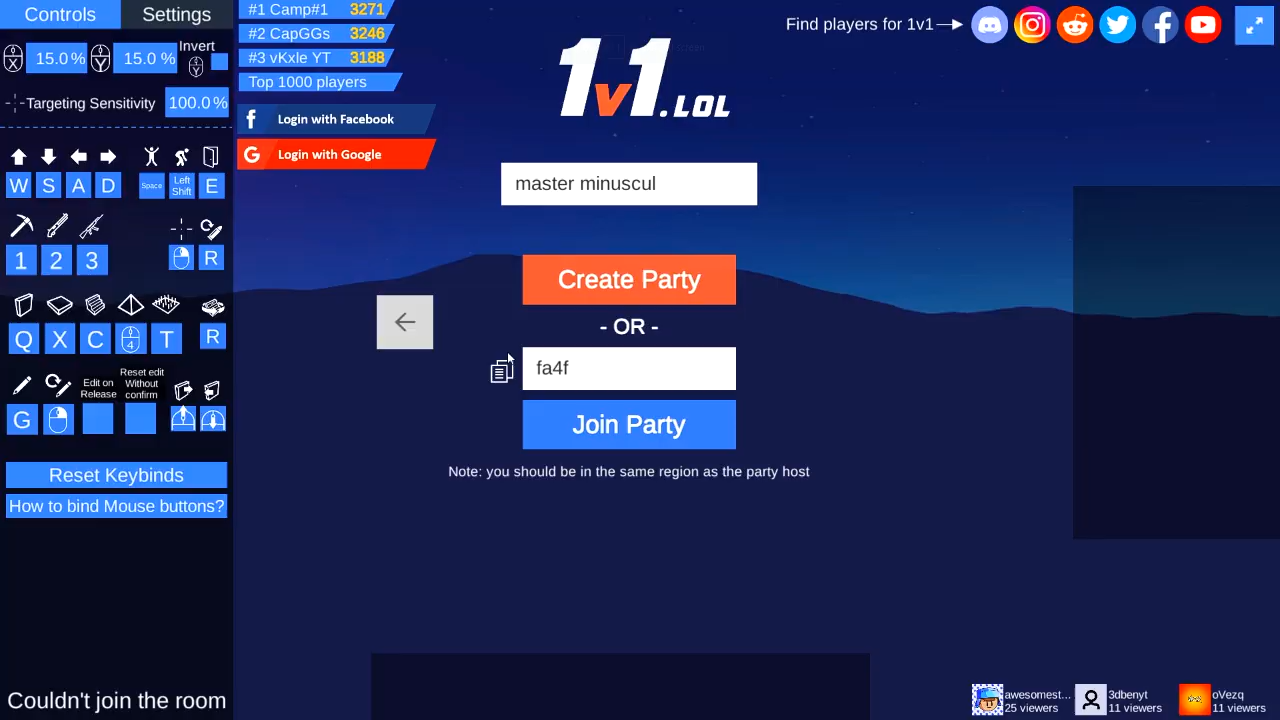 Controls
Settings
X 15.0 % Y 15.0 %
Invert
Y
Targeting Sensitivity 100.0 %
W S A D Space Left Shift E
1 2 3 R
Q X C 4 T R
Edit on Release
Reset edit Without confirm
G
Reset Keybinds
How to bind Mouse buttons?
Couldn't join the room
#1 Camp#1 3271
#2 CapGGs 3246
#3 vKxle YT 3188
Top 1000 players
f Login with Facebook
G Login with Google
1v1.LOL
master minuscul
Create Party
- OR -
fa4f
Join Party
Note: you should be in the same region as the party host
Find players for 1v1
awesomest...
25 viewers
3dbenyt
11 viewers
oVezq
11 viewers